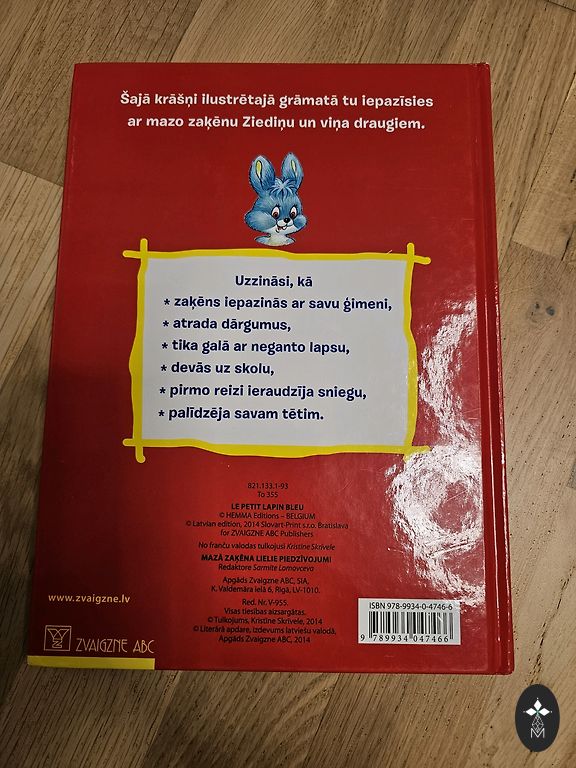 Šajā krāšņi ilustrētajā grāmatā tu iepazīsies
ar mazo zaķēnu Ziediņu un viņa draugiem.
Uzzināsi, kā
* zaķēns iepazinās ar savu ģimeni,
* atrada dārgumus,
* tika galā ar neganto lapsu,
* devās uz skolu,
* pirmo reizi ieraudzīja sniegu,
* palīdzēja savam tētim.
821.133.1-93
To 355
LE PETIT LAPIN BLEU
© HEMMA Editions – BELGIUM
© Latvian edition, 2014 Slovart-Print s.r.o. Bratislava
for ZVAIGZNE ABC Publishers
No franču valodas tulkojusi Kristine Skrīvele
MAZĀ ZAĶĒNA LIELIE PIEDZĪVOJUMI
Redaktore Sarmīte Lomovceva
Apgāds Zvaigzne ABC, SIA,
K. Valdemāra ielā 6, Rīgā, LV-1010.
Red. Nr. V-955.
Visas tiesības aizsargātas.
© Tulkojums, Kristine Skrīvele, 2014
© Literārā apdare, izdevums latviešu valodā,
Apgāds Zvaigzne ABC, 2014
www.zvaigzne.lv
ZVAIGZNE ABC
ISBN 978-9934-0-4746-6
9 789934 047466
M